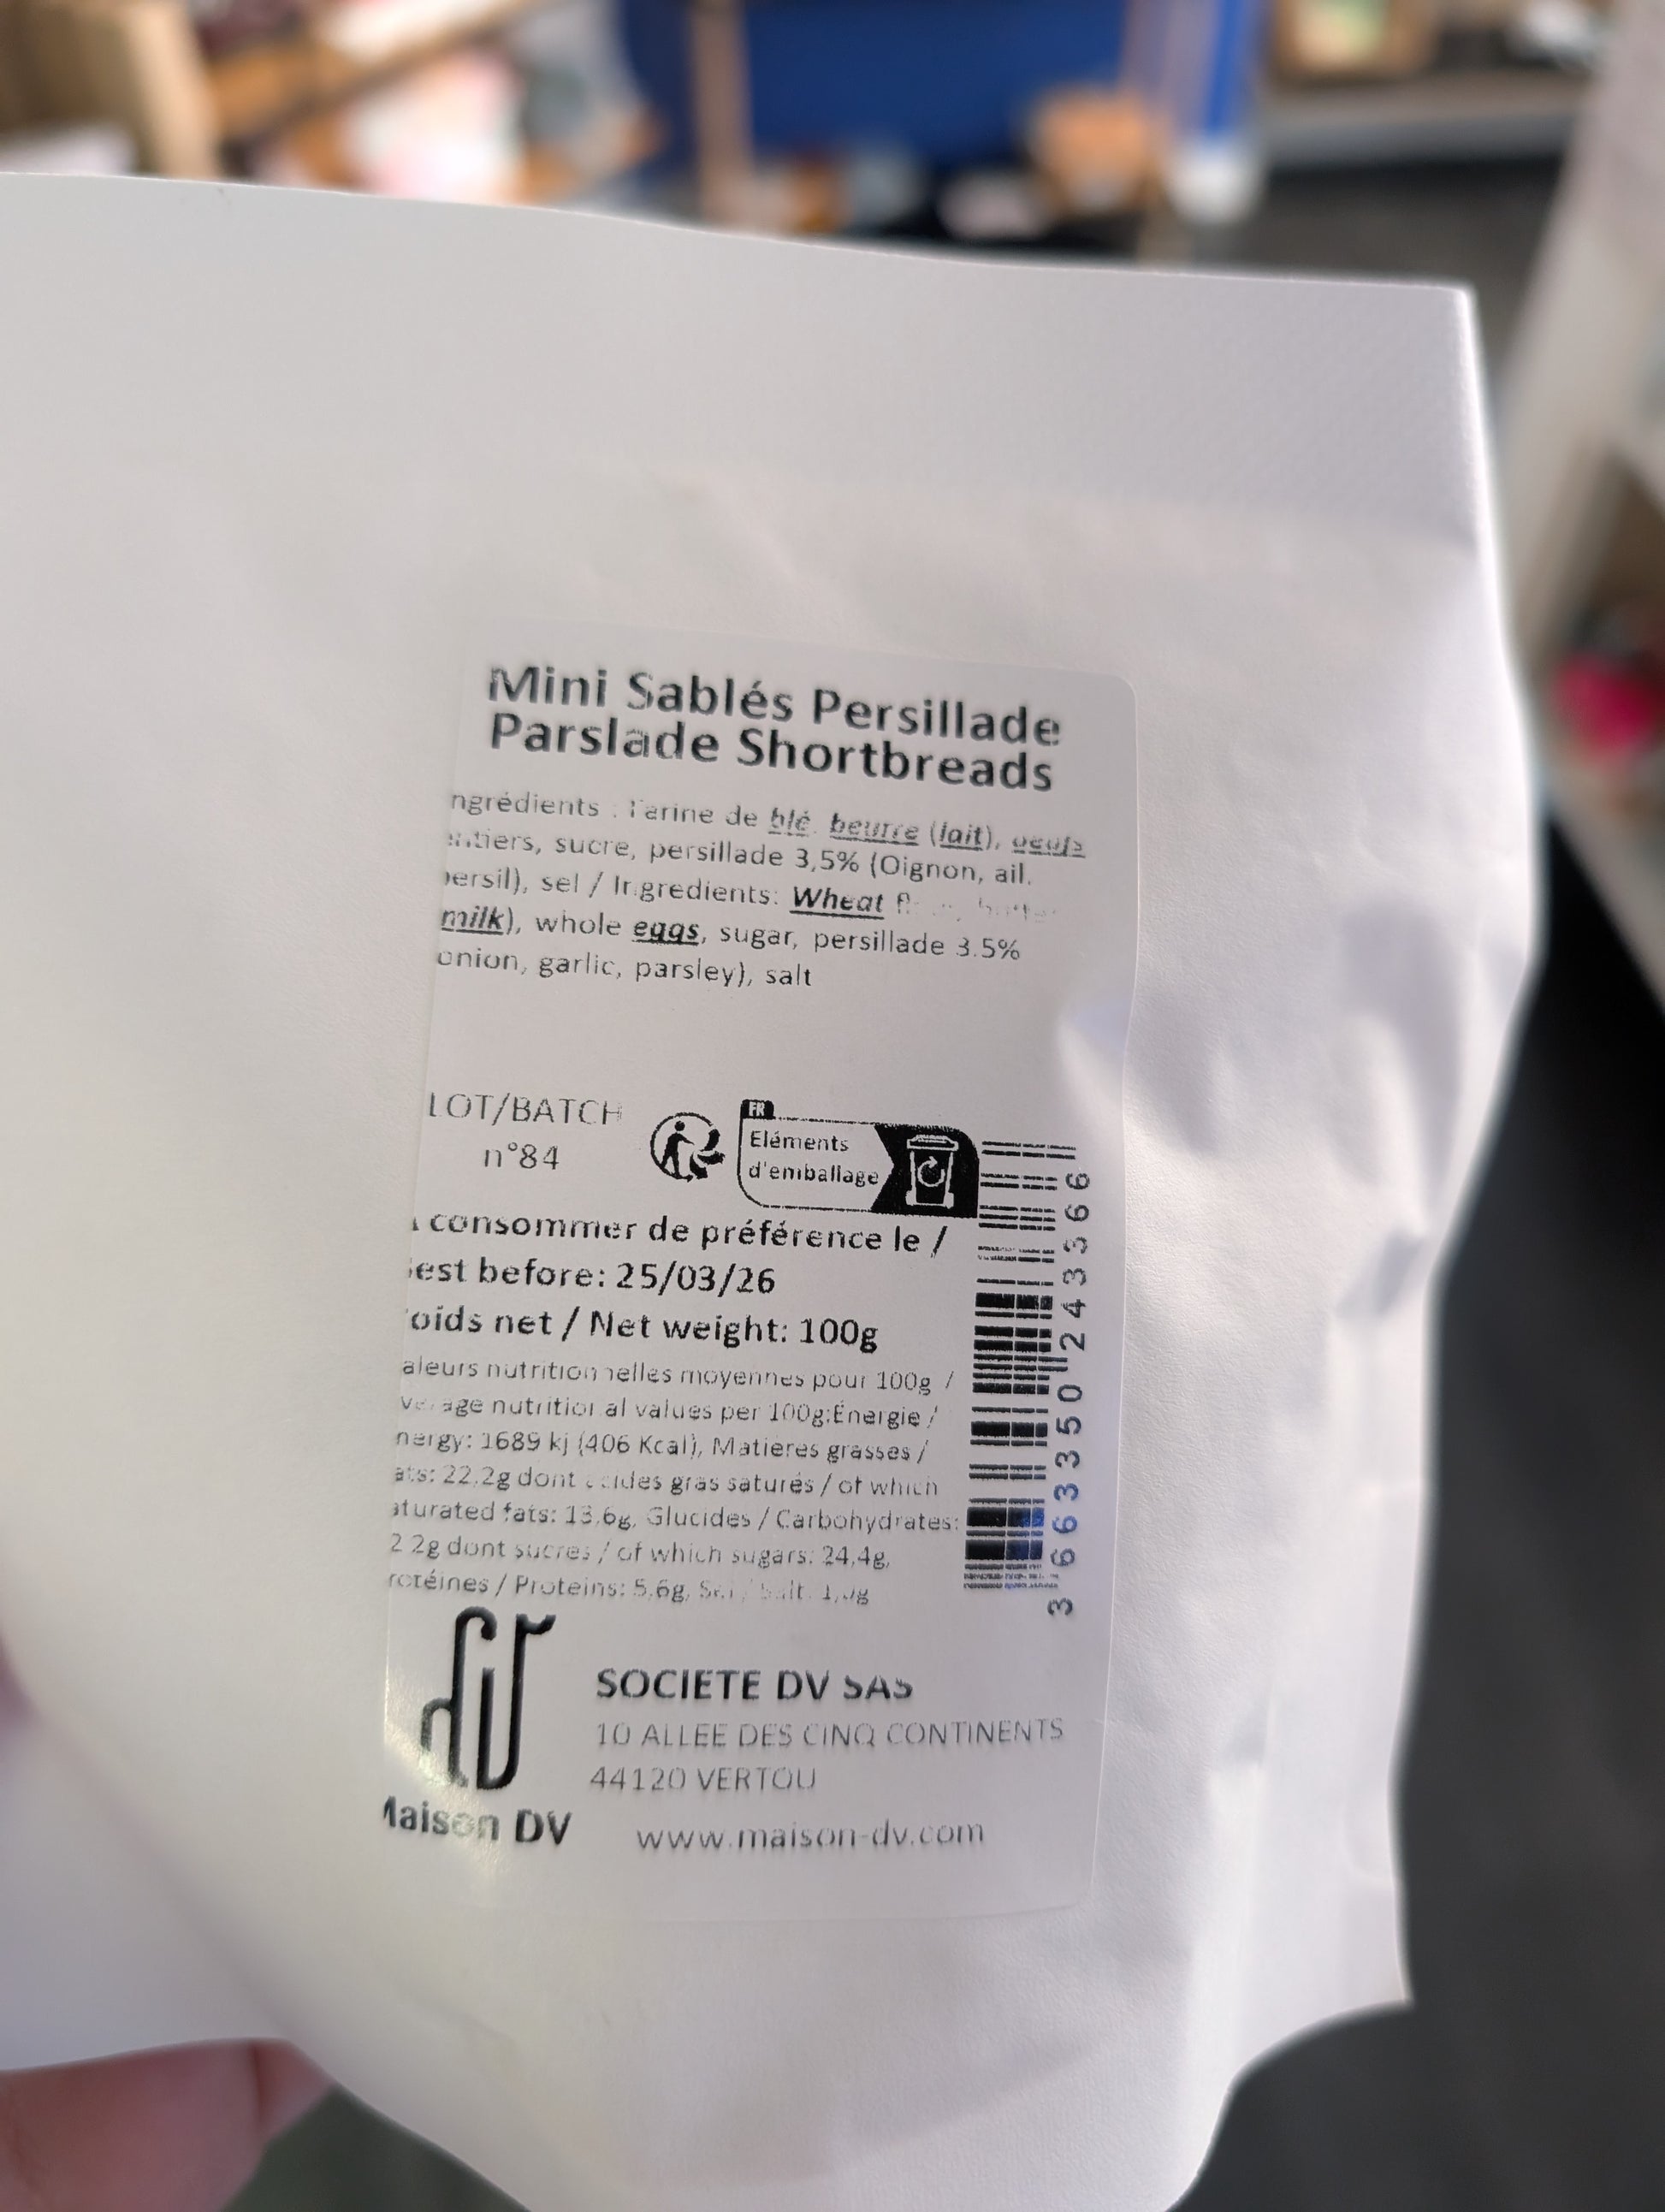 Mini Sablés Persillade
Parslade Shortbreads
ngrédients : Farine de blé, beurre (lait), oeufs
entiers, sucre, persillade 3,5% (Oignon, ail,
persil), sel / Ingredients: Wheat
milk), whole eggs, sugar, persillade 3.5%
onion, garlic, parsley), salt
LOT/BATCH
n°84
FR
Eléments
d'emballage
consommer de préférence le /
est before: 25/03/26
oids net / Net weight: 100g
aleurs nutritionnelles moyennes pour 100g /
verage nutritional values per 100g:Énergie /
nergy: 1689 kj (406 Kcal), Matières grasses /
ats: 22,2g dont acides gras saturés / of which
aturated fats: 13,6g, Glucides / Carbohydrates:
2g dont sucres / of which sugars: 24,4g,
rotéines / Proteins: 5,6g, Sel / Salt:
3 663350 243366
SOCIETE DV SAS
10 ALLEE DES CINQ CONTINENTS
44120 VERTOU
Maison DV
www.maison-dv.com